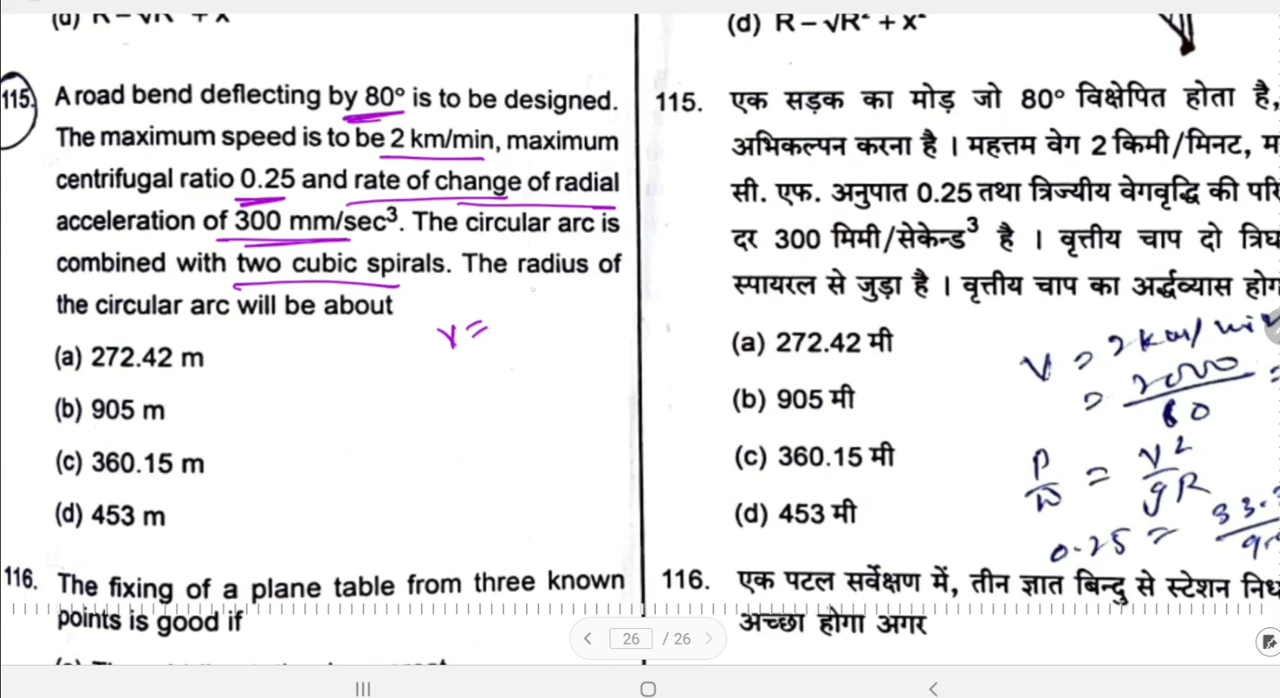 (d) R – √R² + x²
(d) R – √R² + x²
115. A road bend deflecting by 80° is to be designed.
The maximum speed is to be 2 km/min, maximum
centrifugal ratio 0.25 and rate of change of radial
acceleration of 300 mm/sec³. The circular arc is
combined with two cubic spirals. The radius of
the circular arc will be about
(a) 272.42 m
(b) 905 m
(c) 360.15 m
(d) 453 m
116. The fixing of a plane table from three known
points is good if
115. एक सड़क का मोड़ जो 80° विक्षेपित होता है,
अभिकल्पन करना है । महत्तम वेग 2 किमी/मिनट, म
सी. एफ. अनुपात 0.25 तथा त्रिज्यीय वेगवृद्धि की परि
दर 300 मिमी/सेकेन्ड³ है । वृत्तीय चाप दो त्रिघ
स्पायरल से जुड़ा है । वृत्तीय चाप का अर्द्धव्यास होग
(a) 272.42 मी
(b) 905 मी
(c) 360.15 मी
(d) 453 मी
116. एक पटल सर्वेक्षण में, तीन ज्ञात बिन्दु से स्टेशन निध
अच्छा होगा अगर
V =
V = 2 km/min
= 2000/60 =
P/W = V²/gR
0.25 = 33.
26 / 26